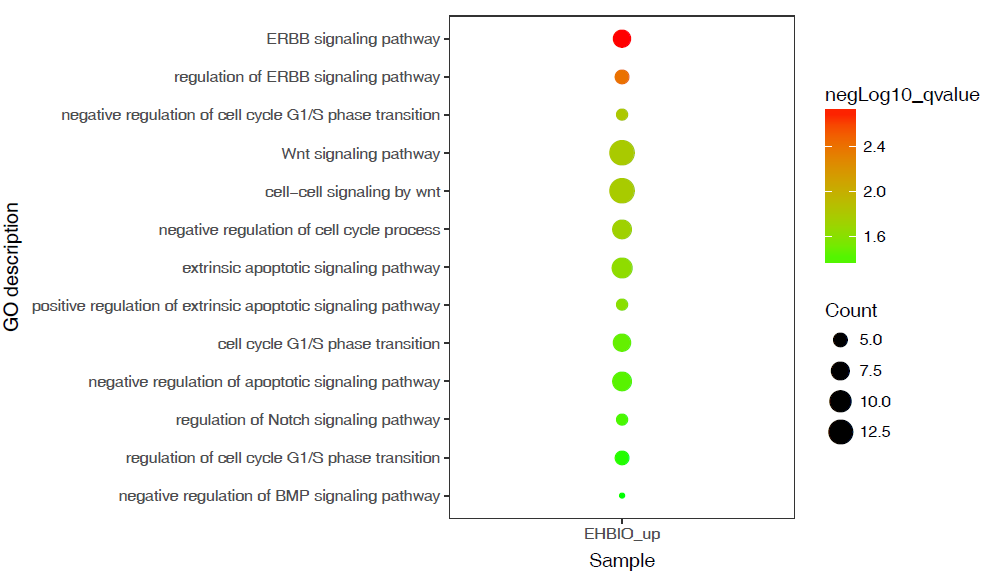 GO description
ERBB signaling pathway
regulation of ERBB signaling pathway
negative regulation of cell cycle G1/S phase transition
Wnt signaling pathway
cell−cell signaling by wnt
negative regulation of cell cycle process
extrinsic apoptotic signaling pathway
positive regulation of extrinsic apoptotic signaling pathway
cell cycle G1/S phase transition
negative regulation of apoptotic signaling pathway
regulation of Notch signaling pathway
regulation of cell cycle G1/S phase transition
negative regulation of BMP signaling pathway
EHBIO_up
Sample
negLog10_qvalue
2.4
2.0
1.6
Count
5.0
7.5
10.0
12.5